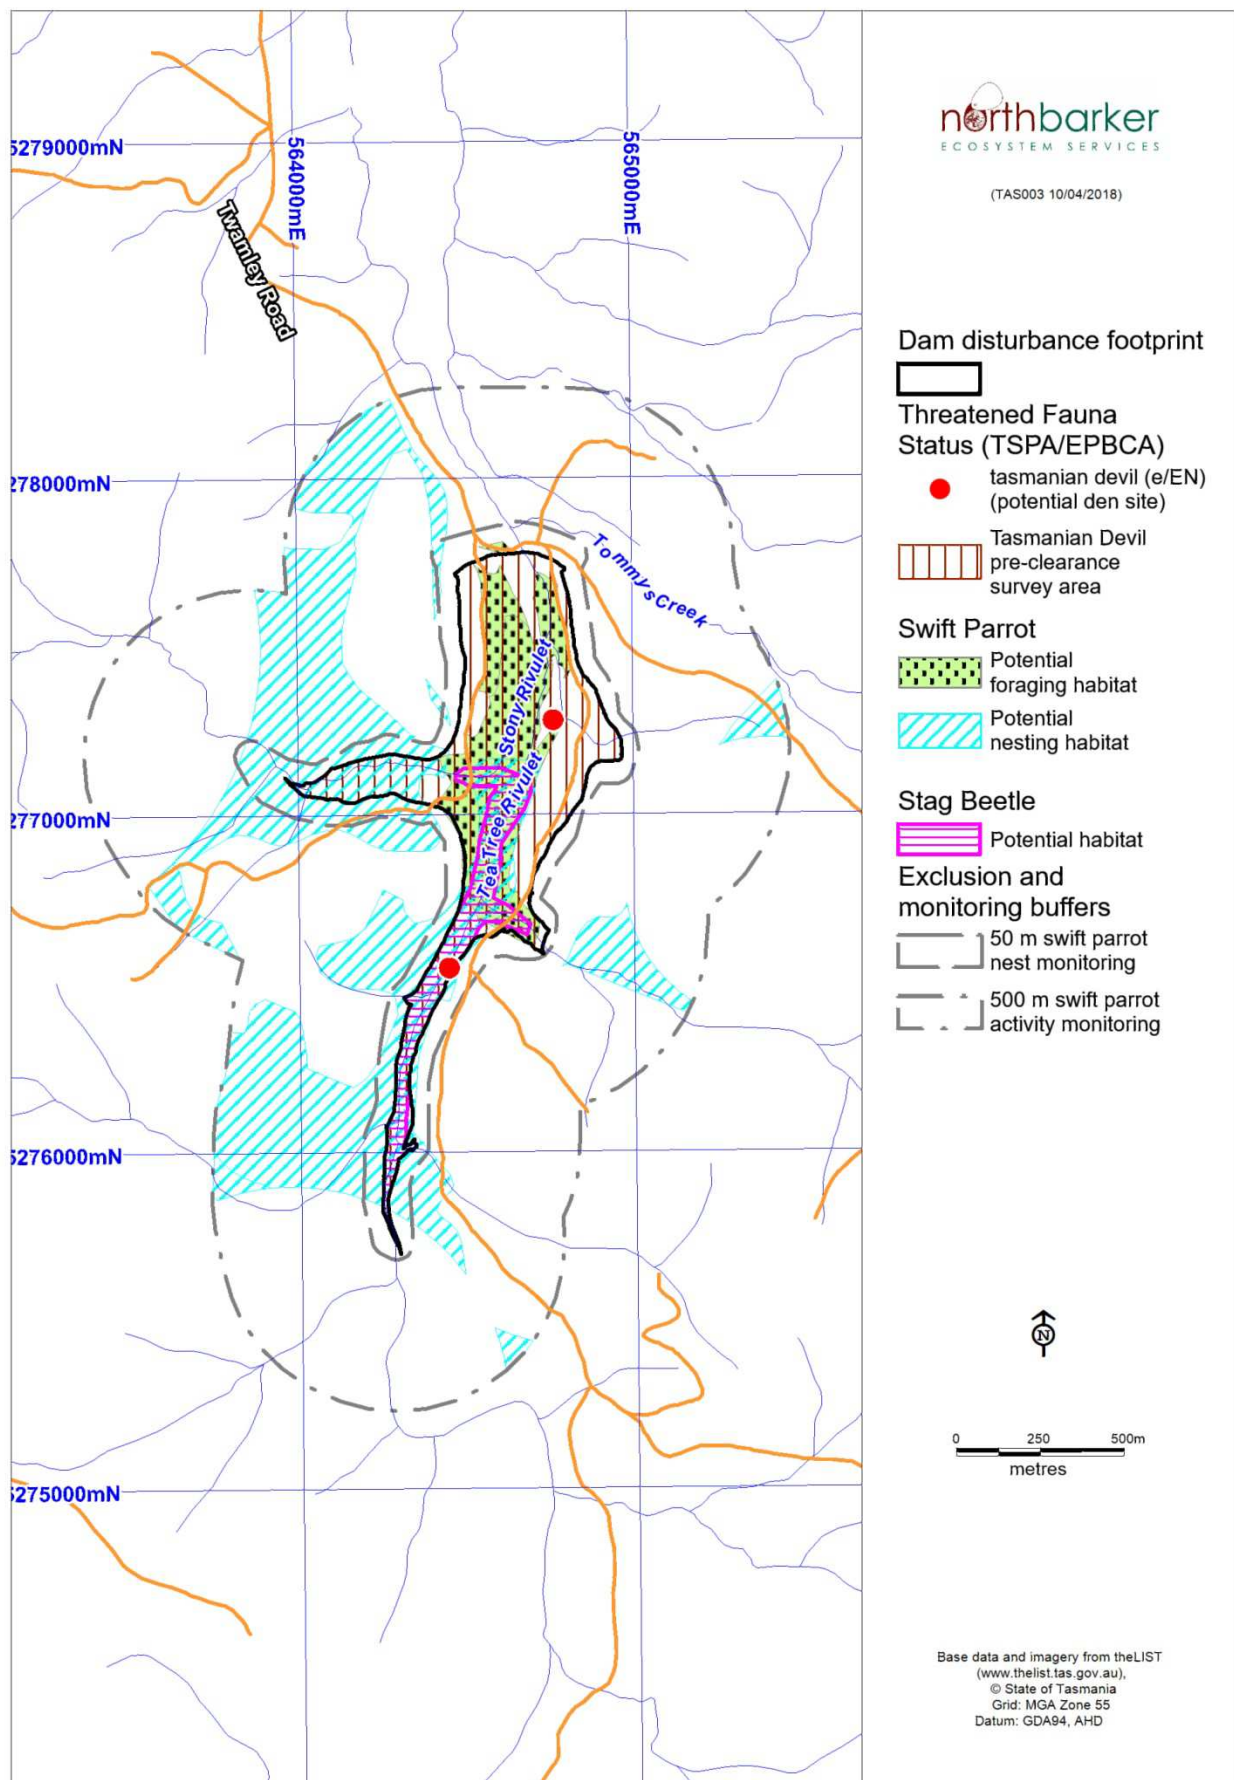 northbarker
ECOSYSTEM SERVICES
(TAS003 10/04/2018)
5279000mN
564000mE
565000mE
Twamley Road
278000mN
Tommys Creek
Stony Rivulet
Tea Tree Rivulet
277000mN
5276000mN
5275000mN
Dam disturbance footprint
Threatened Fauna
Status (TSPA/EPBCA)
tasmanian devil (e/EN)
(potential den site)
Tasmanian Devil
pre-clearance
survey area
Swift Parrot
Potential
foraging habitat
Potential
nesting habitat
Stag Beetle
Potential habitat
Exclusion and
monitoring buffers
50 m swift parrot
nest monitoring
500 m swift parrot
activity monitoring
N
0 250 500m
metres
Base data and imagery from theLIST
(www.thelist.tas.gov.au),
© State of Tasmania
Grid: MGA Zone 55
Datum: GDA94, AHD